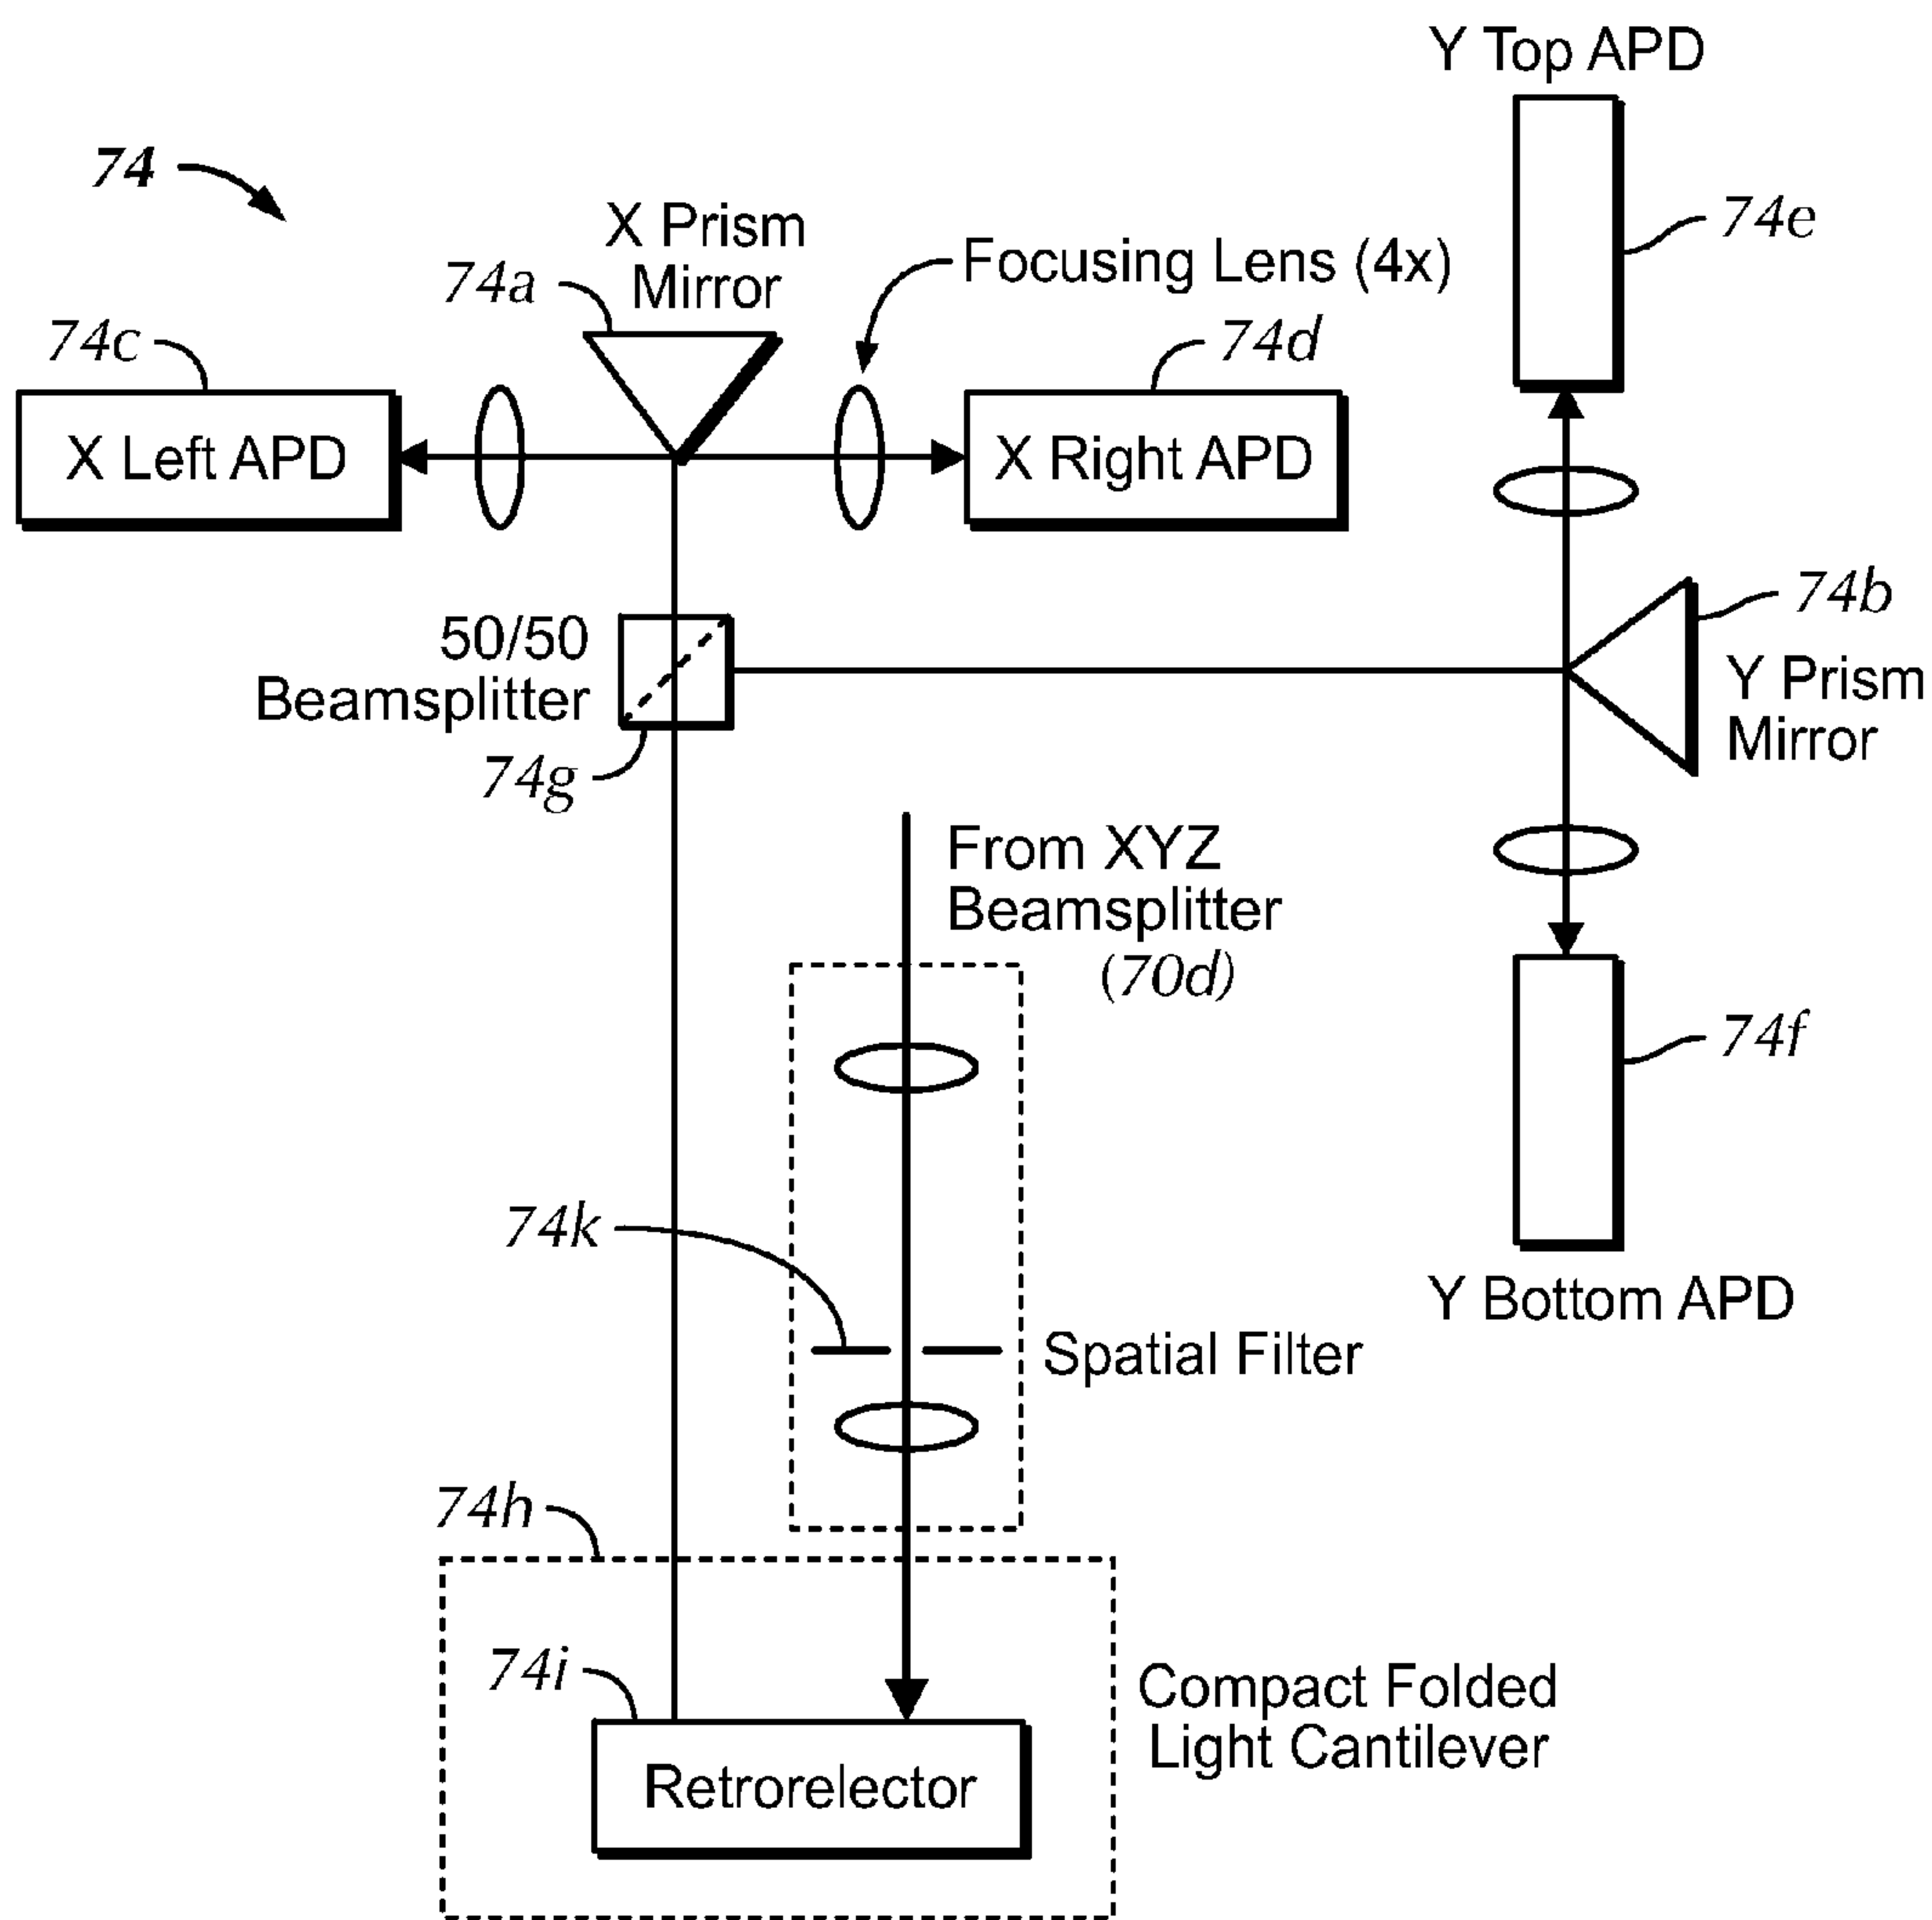 Y Top APD
74
74e
X Prism
Mirror
74a
Focusing Lens (4x)
74c
74d
X Left APD
X Right APD
74b
50/50
Beamsplitter
Y Prism
Mirror
74g
From XYZ
Beamsplitter
(70d)
74f
74k
Y Bottom APD
Spatial Filter
74h
74i
Compact Folded
Light Cantilever
Retrorelector